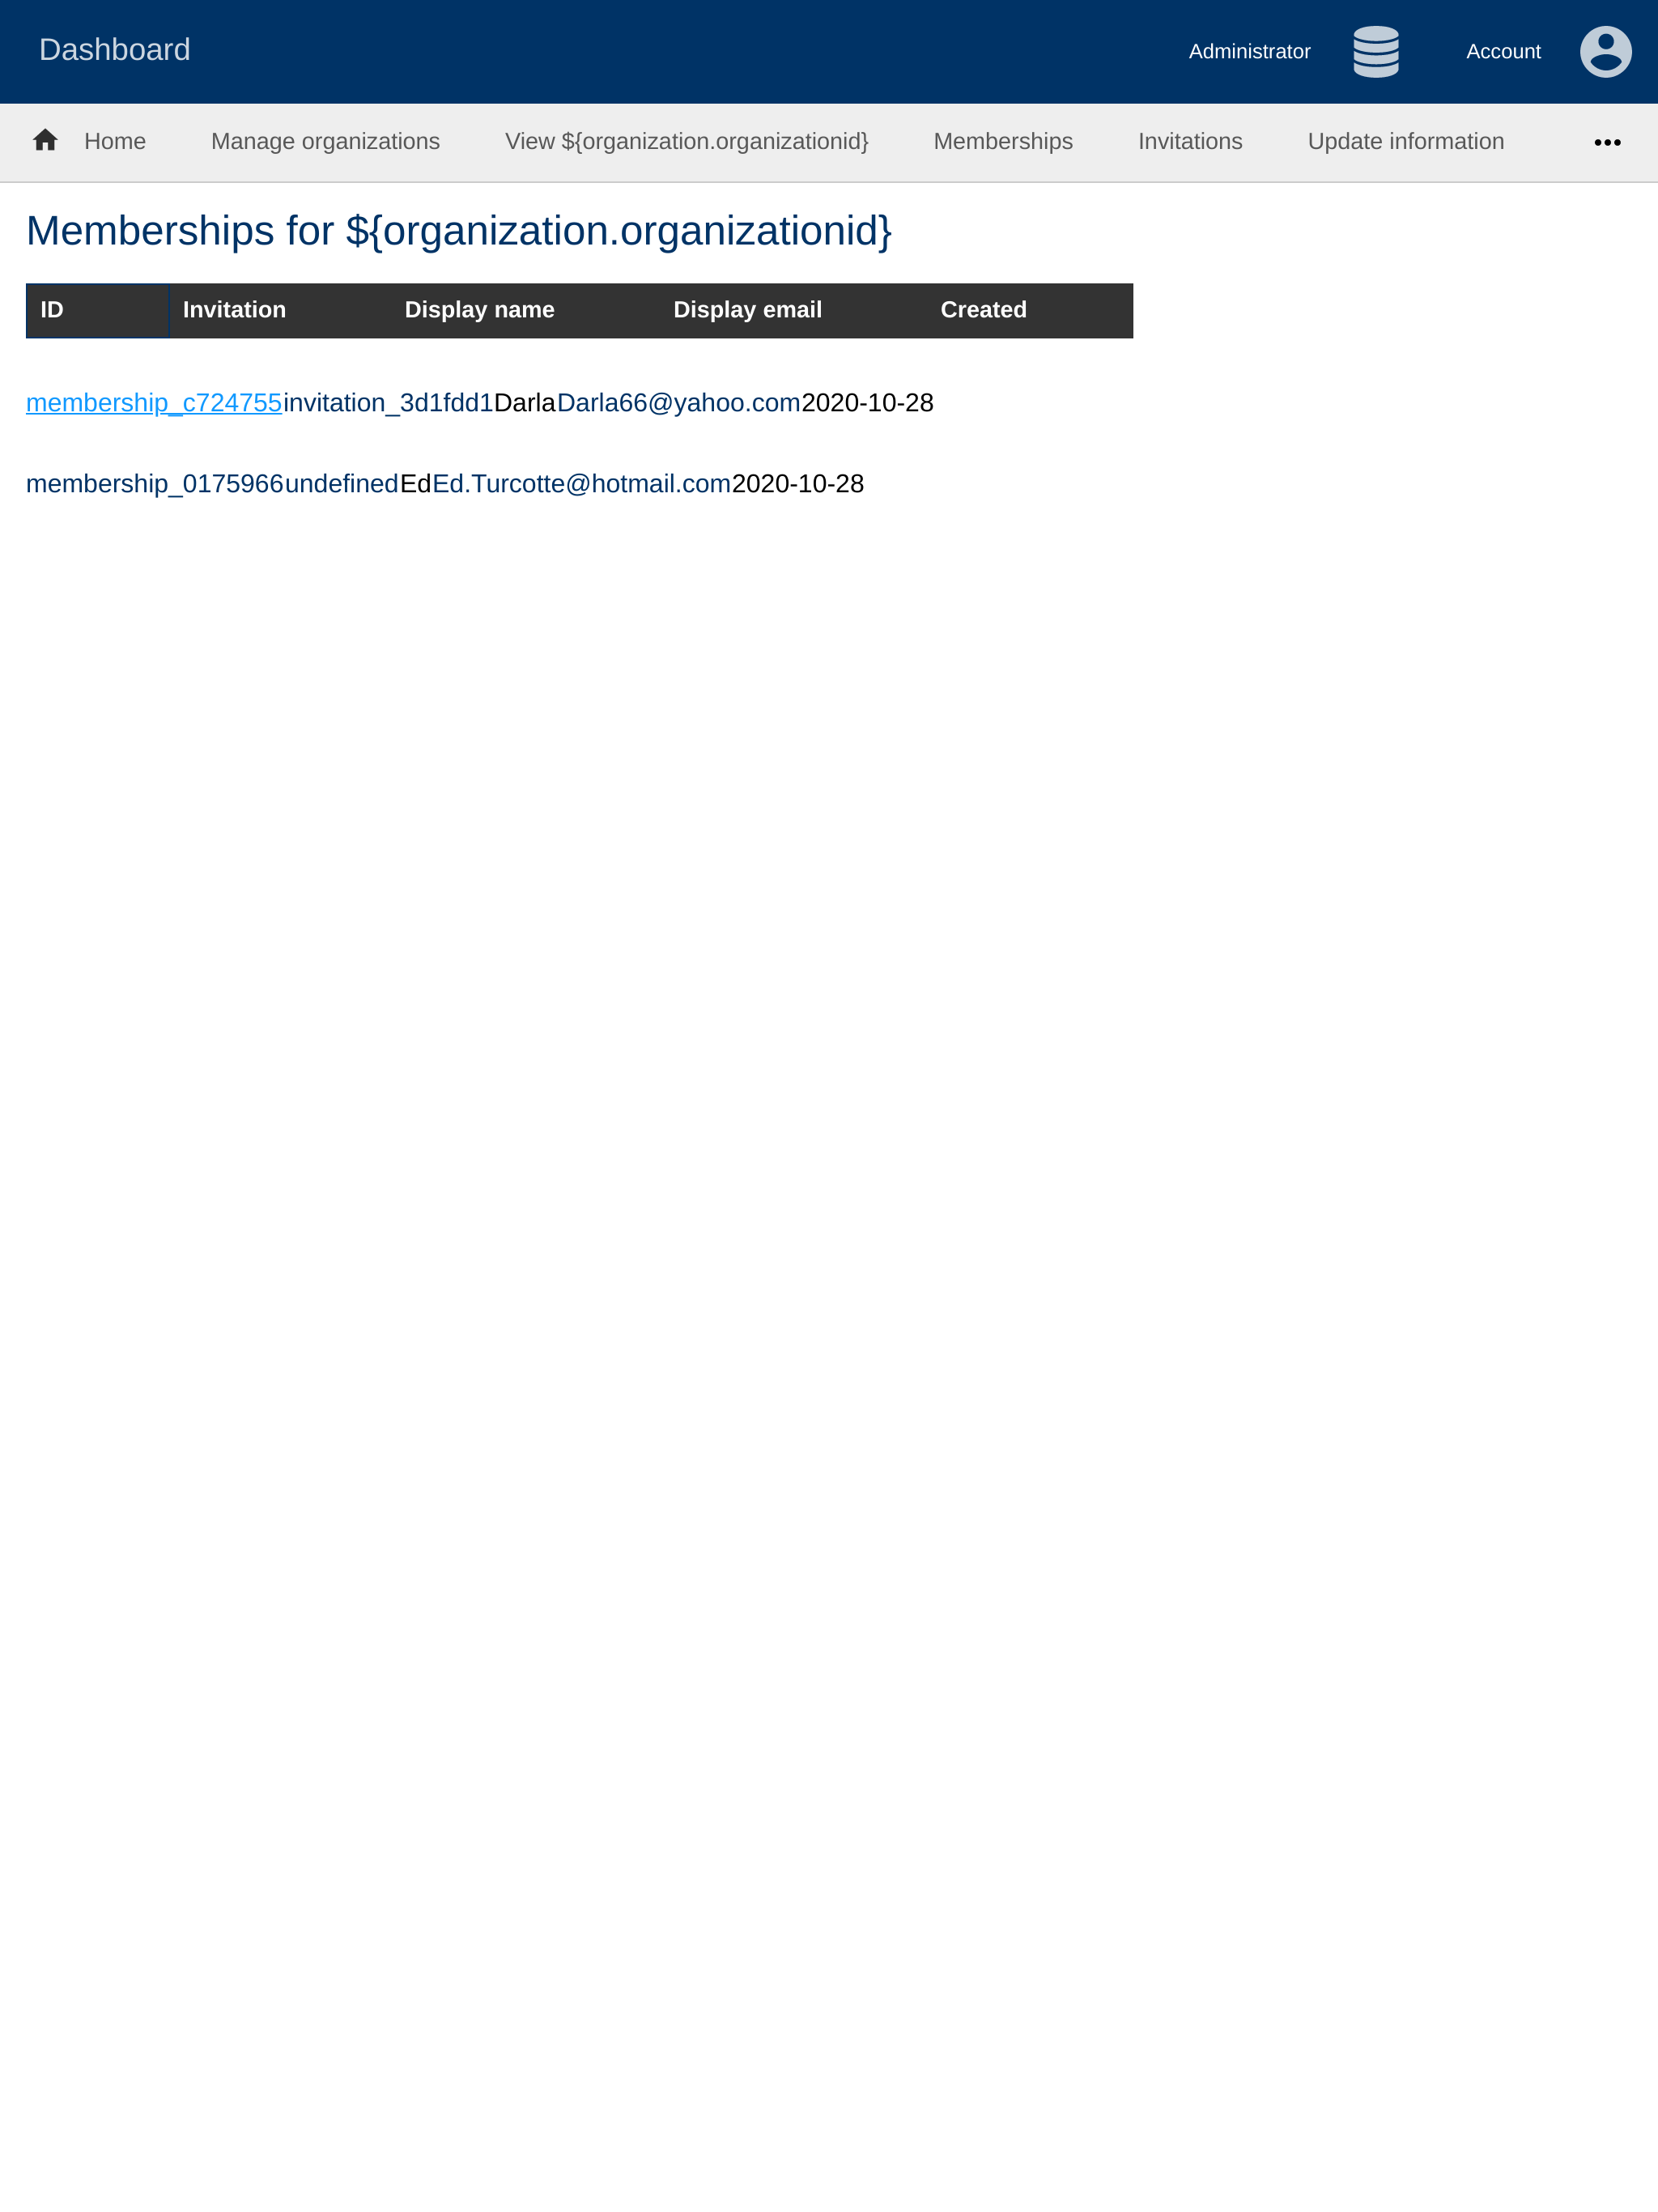 Dashboard Administrator Account
Home Manage organizations View ${organization.organizationid} Memberships Invitations Update information
Memberships for ${organization.organizationid}
ID Invitation Display name Display email Created
membership_c724755invitation_3d1fdd1DarlaDarla66@yahoo.com2020-10-28
membership_0175966undefinedEdEd.Turcotte@hotmail.com2020-10-28